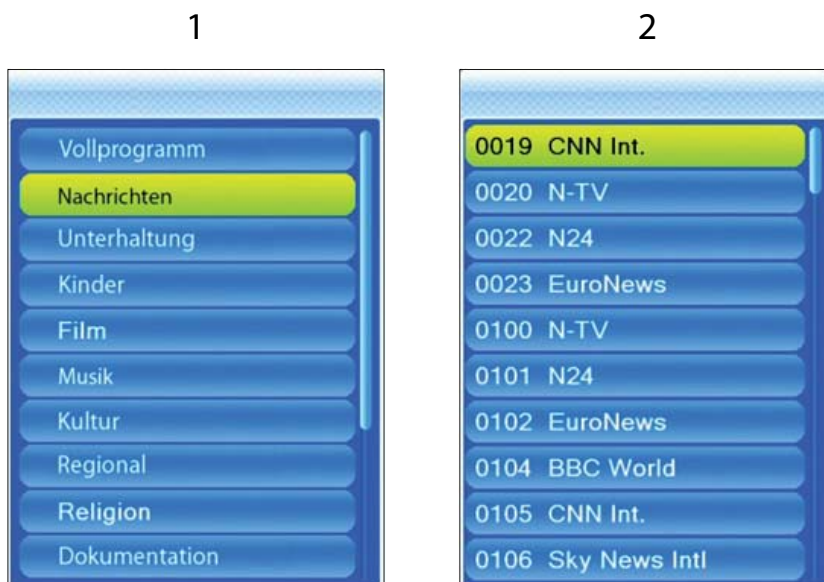 1
Vollprogramm
Nachrichten
Unterhaltung
Kinder
Film
Musik
Kultur
Regional
Religion
Dokumentation
2
0019 CNN Int.
0020 N-TV
0022 N24
0023 EuroNews
0100 N-TV
0101 N24
0102 EuroNews
0104 BBC World
0105 CNN Int.
0106 Sky News Intl